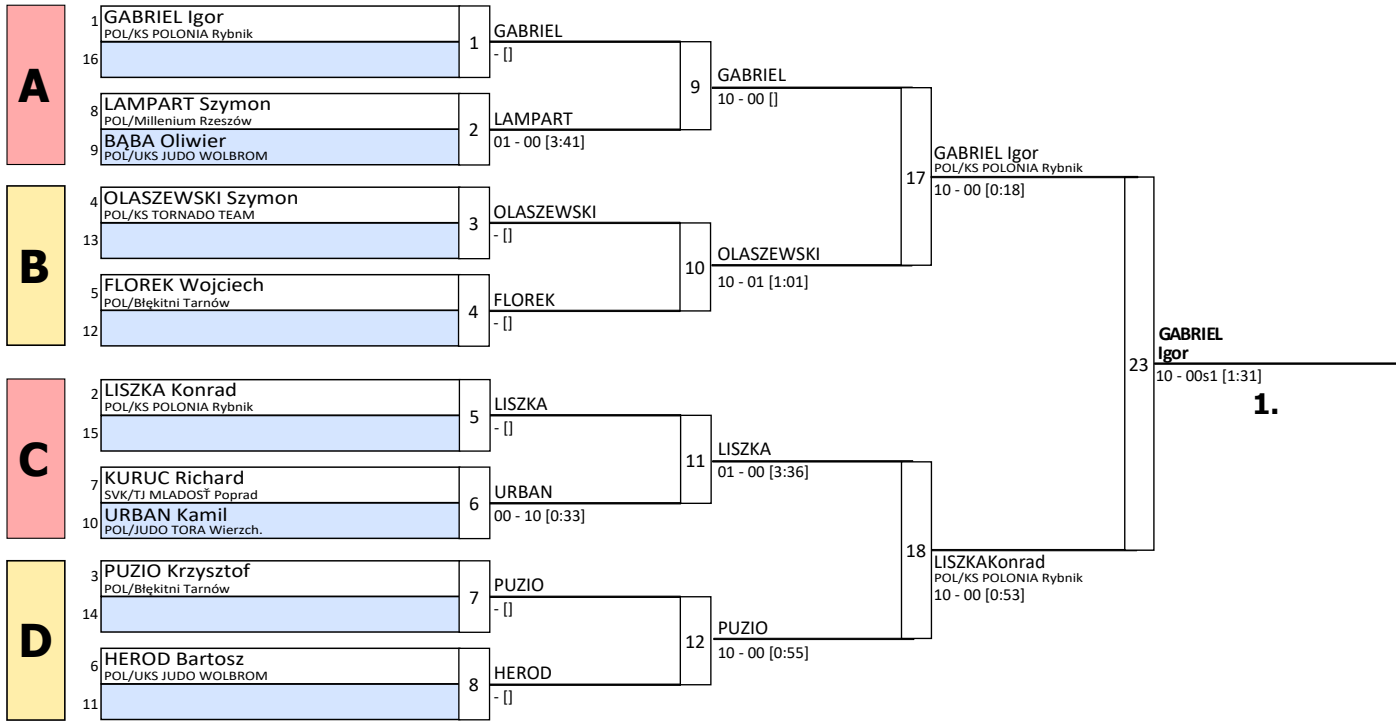 A
1 GABRIEL Igor
POL/KS POLONIA Rybnik
16
1
GABRIEL
- []
8 LAMPART Szymon
POL/Millenium Rzeszów
9 BĄBA Oliwier
POL/UKS JUDO WOLBROM
2
LAMPART
01 - 00 [3:41]
9
GABRIEL
10 - 00 []
B
4 OLASZEWSKI Szymon
POL/KS TORNADO TEAM
13
3
OLASZEWSKI
- []
5 FLOREK Wojciech
POL/Błękitni Tarnów
12
4
FLOREK
- []
10
OLASZEWSKI
10 - 01 [1:01]
17
GABRIEL Igor
POL/KS POLONIA Rybnik
10 - 00 [0:18]
C
2 LISZKA Konrad
POL/KS POLONIA Rybnik
15
5
LISZKA
- []
7 KURUC Richard
SVK/TJ MLADOSŤ Poprad
10 URBAN Kamil
POL/JUDO TORA Wierzch.
6
URBAN
00 - 10 [0:33]
11
LISZKA
01 - 00 [3:36]
D
3 PUZIO Krzysztof
POL/Błękitni Tarnów
14
7
PUZIO
- []
6 HEROD Bartosz
POL/UKS JUDO WOLBROM
11
8
HEROD
- []
12
PUZIO
10 - 00 [0:55]
18
LISZKAKonrad
POL/KS POLONIA Rybnik
10 - 00 [0:53]
23
GABRIEL
Igor
10 - 00s1 [1:31]
1.